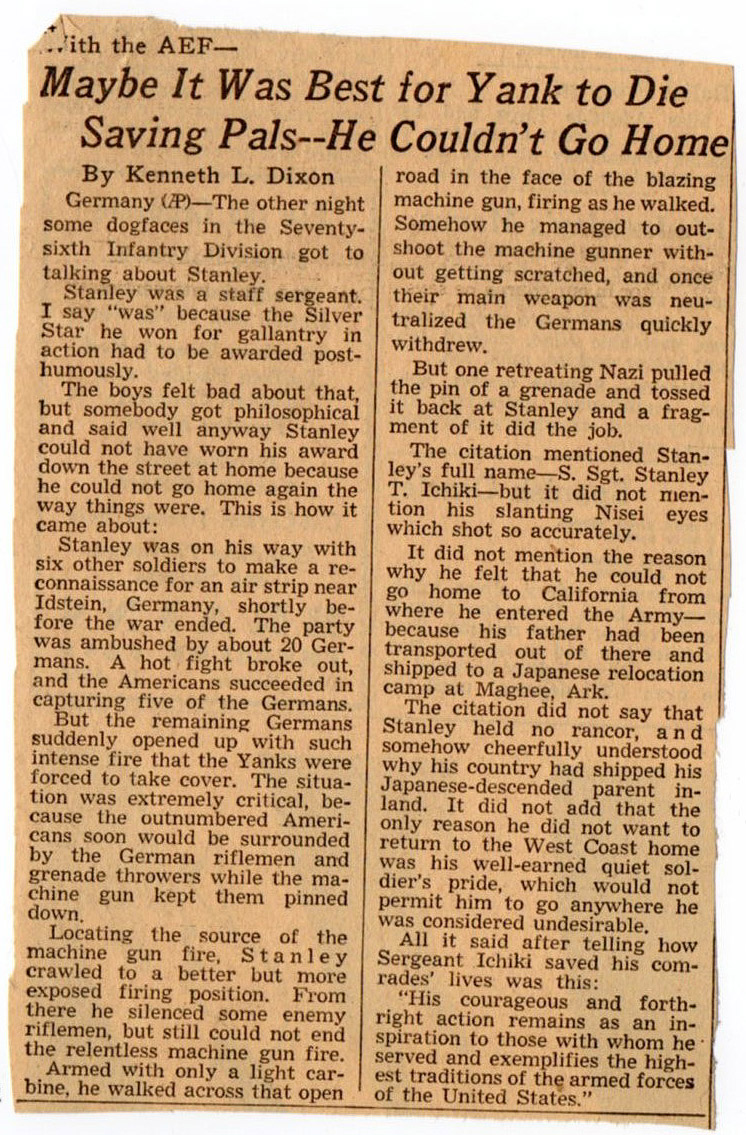 With the AEF—
Maybe It Was Best for Yank to Die
Saving Pals--He Couldn't Go Home
By Kenneth L. Dixon
Germany (AP)—The other night
some dogfaces in the Seventy-
sixth Infantry Division got to
talking about Stanley.
Stanley was a staff sergeant.
I say "was" because the Silver
Star he won for gallantry in
action had to be awarded post-
humously.
The boys felt bad about that,
but somebody got philosophical
and said well anyway Stanley
could not have worn his award
down the street at home because
he could not go home again the
way things were. This is how it
came about:
Stanley was on his way with
six other soldiers to make a re-
connaissance for an air strip near
Idstein, Germany, shortly be-
fore the war ended. The party
was ambushed by about 20 Ger-
mans. A hot fight broke out,
and the Americans succeeded in
capturing five of the Germans.
But the remaining Germans
suddenly opened up with such
intense fire that the Yanks were
forced to take cover. The situa-
tion was extremely critical, be-
cause the outnumbered Ameri-
cans soon would be surrounded
by the German riflemen and
grenade throwers while the ma-
chine gun kept them pinned
down.
Locating the source of the
machine gun fire, Stanley
crawled to a better but more
exposed firing position. From
there he silenced some enemy
riflemen, but still could not end
the relentless machine gun fire.
Armed with only a light car-
bine, he walked across that open
road in the face of the blazing
machine gun, firing as he walked.
Somehow he managed to out-
shoot the machine gunner with-
out getting scratched, and once
their main weapon was neu-
tralized the Germans quickly
withdrew.
But one retreating Nazi pulled
the pin of a grenade and tossed
it back at Stanley and a frag-
ment of it did the job.
The citation mentioned Stan-
ley's full name—S. Sgt. Stanley
T. Ichiki—but it did not men-
tion his slanting Nisei eyes
which shot so accurately.
It did not mention the reason
why he felt that he could not
go home to California from
where he entered the Army—
because his father had been
transported out of there and
shipped to a Japanese relocation
camp at Maghee, Ark.
The citation did not say that
Stanley held no rancor, and
somehow cheerfully understood
why his country had shipped his
Japanese-descended parent in-
land. It did not add that the
only reason he did not want to
return to the West Coast home
was his well-earned quiet sol-
dier's pride, which would not
permit him to go anywhere he
was considered undesirable.
All it said after telling how
Sergeant Ichiki saved his com-
rades' lives was this:
"His courageous and forth-
right action remains as an in-
spiration to those with whom he
served and exemplifies the high-
est traditions of the armed forces
of the United States."